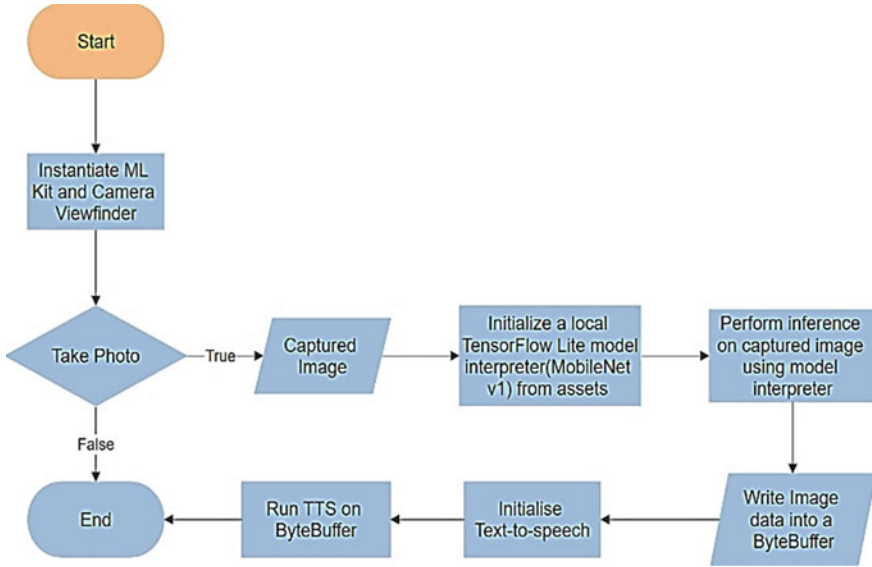 Start
Instantiate ML
Kit and Camera
Viewfinder
Take Photo
True
Captured
Image
Initialize a local
TensorFlow Lite model
interpreter(MobileNet
v1) from assets
Perform inference
on captured image
using model
interpreter
False
End
Run TTS on
ByteBuffer
Initialise
Text-to-speech
Write Image
data into a
ByteBuffer